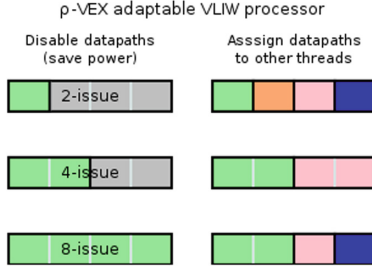 ρ-VEX adaptable VLIW processor
Disable datapaths
(save power)
Asssign datapaths
to other threads
2-issue
4-issue
8-issue